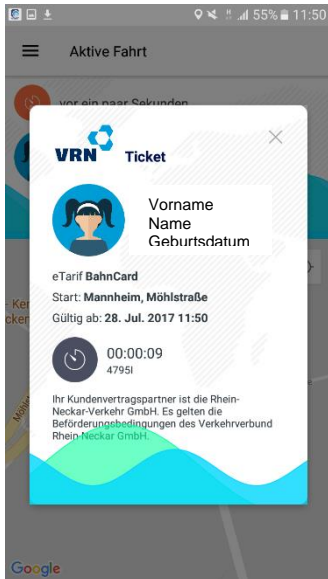 55% 11:50
Aktive Fahrt
vor ein paar Sekunden
VRN Ticket
Vorname
Name
Geburtsdatum
eTarif BahnCard
Start: Mannheim, Möhlstraße
Gültig ab: 28. Jul. 2017 11:50
00:00:09
4795I
Ihr Kundenvertragspartner ist die Rhein-
Neckar-Verkehr GmbH. Es gelten die
Beförderungsbedingungen des Verkehrverbund
Rhein-Neckar GmbH.
Google